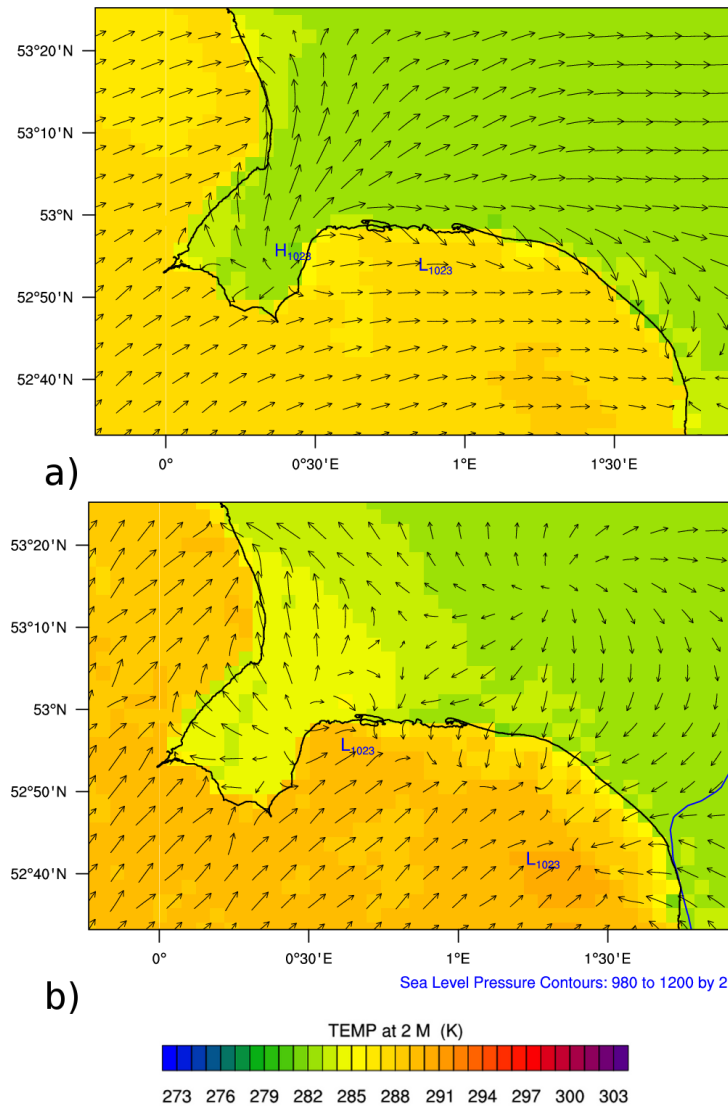 53°20'N
53°10'N
53°N
H1023
L1023
52°50'N
52°40'N
0°
0°30'E
1°E
1°30'E
a)
53°20'N
53°10'N
53°N
L1023
52°50'N
L1023
52°40'N
0°
0°30'E
1°E
1°30'E
Sea Level Pressure Contours: 980 to 1200 by 2
b)
TEMP at 2 M (K)
273 276 279 282 285 288 291 294 297 300 303